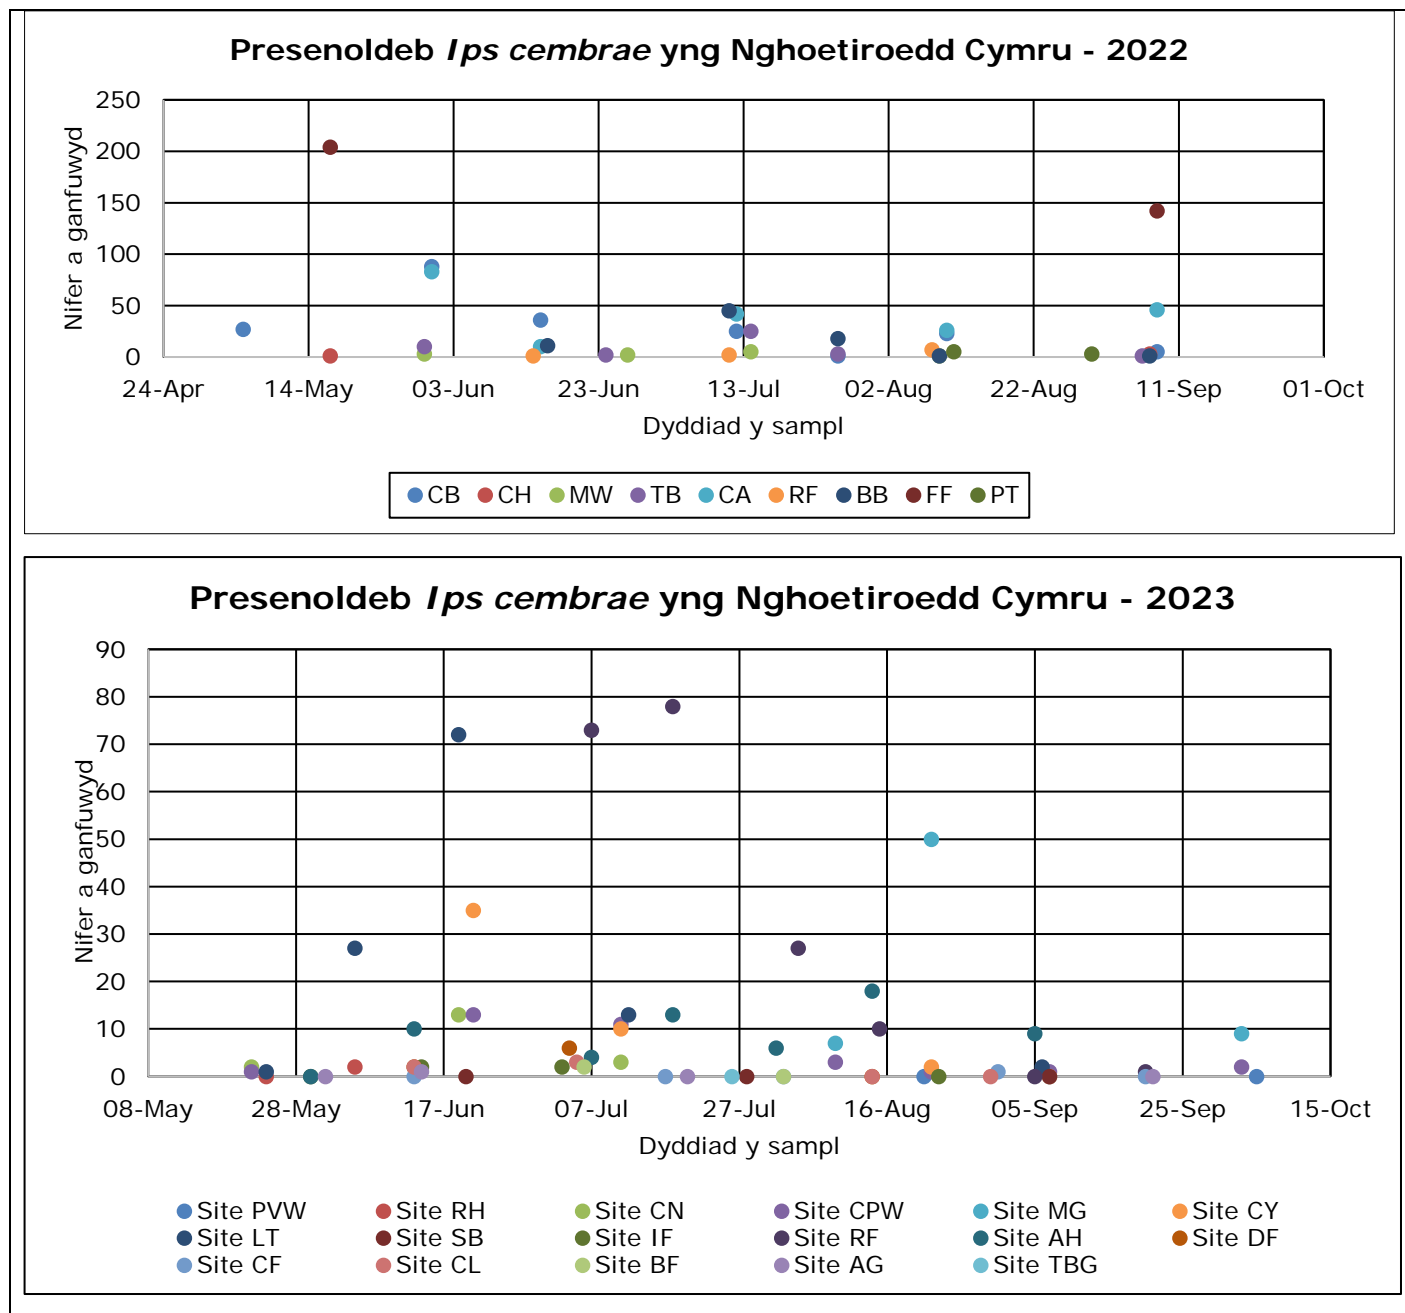 Presenoldeb Ips cembrae yng Nghoetiroedd Cymru - 2022
Nifer a ganfuwyd
250
200
150
100
50
0
24-Apr 14-May 03-Jun 23-Jun 13-Jul 02-Aug 22-Aug 11-Sep 01-Oct
Dyddiad y sampl
CB CH MW TB CA RF BB FF PT
Presenoldeb Ips cembrae yng Nghoetiroedd Cymru - 2023
Nifer a ganfuwyd
90
80
70
60
50
40
30
20
10
0
08-May 28-May 17-Jun 07-Jul 27-Jul 16-Aug 05-Sep 25-Sep 15-Oct
Dyddiad y sampl
Site PVW Site RH Site CN Site CPW Site MG Site CY
Site LT Site SB Site IF Site RF Site AH Site DF
Site CF Site CL Site BF Site AG Site TBG